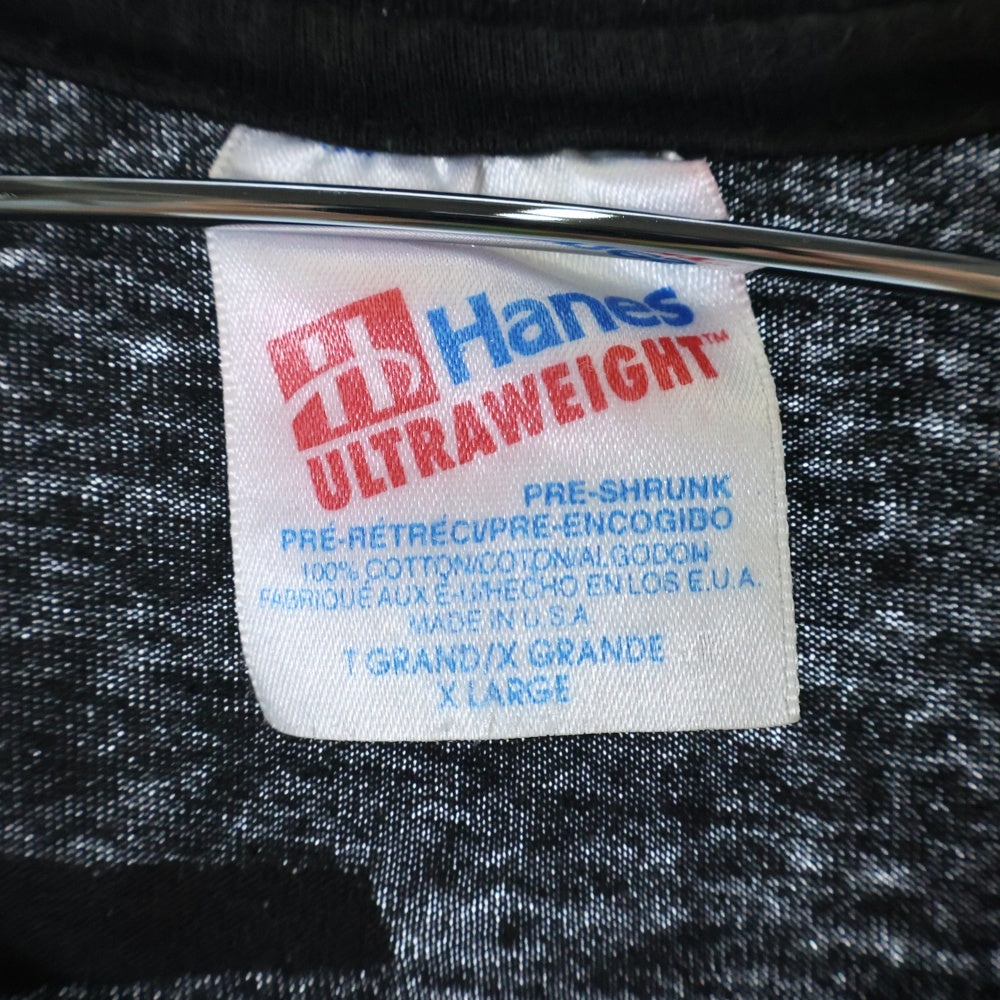 Hanes
ULTRAWEIGHT™
PRE-SHRUNK
PRÉ-RÉTRÉCI/PRE-ENCOGIDO
100% COTTON/COTON/ALGODON
FABRIQUÉ AUX É-U/HECHO EN LOS E.U.A.
MADE IN U.S.A
T GRAND/X GRANDE
X LARGE